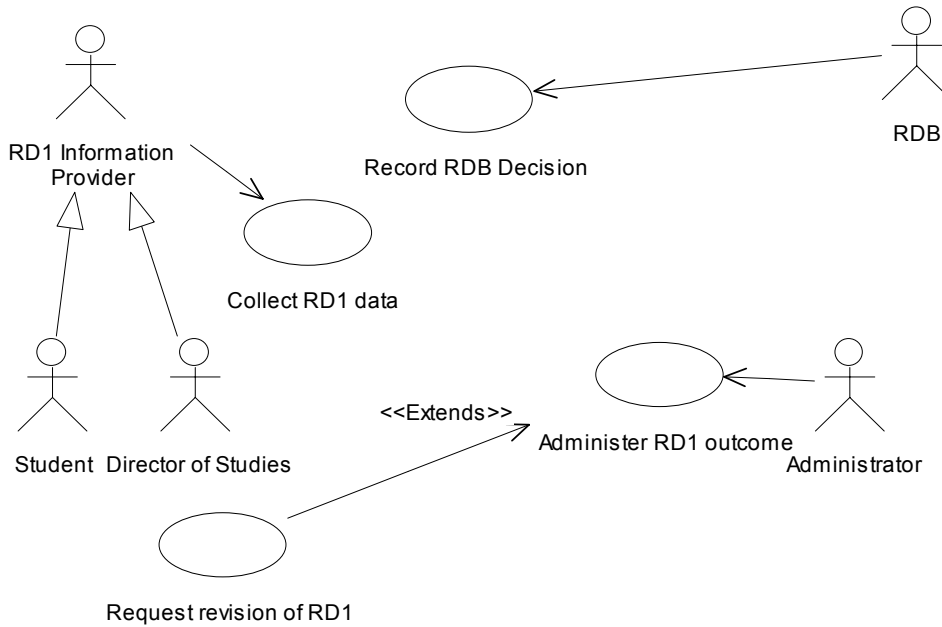 RD1 Information
Provider
RDB
Record RDB Decision
Collect RD1 data
<<Extends>>
Administer RD1 outcome
Student
Director of Studies
Administrator
Request revision of RD1